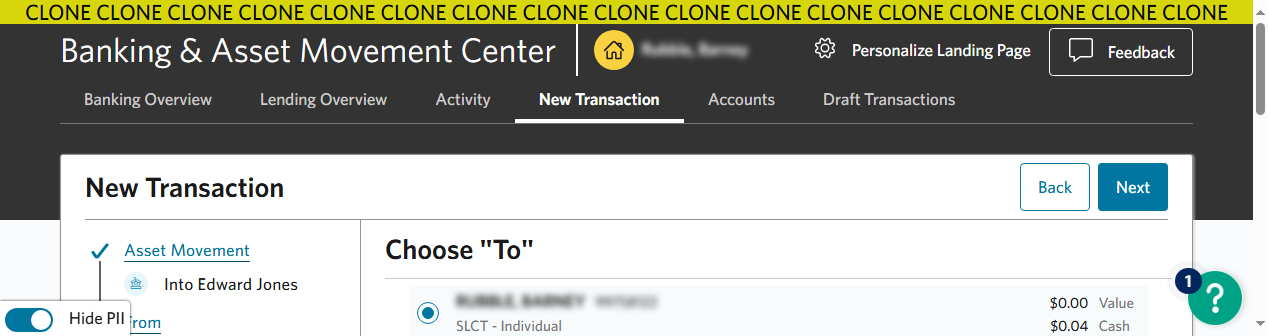 CLONE CLONE CLONE CLONE CLONE CLONE CLONE CLONE CLONE CLONE CLONE CLONE CLONE CLONE CLONE CLONE CLONE
Banking & Asset Movement Center
Personalize Landing Page
Feedback
Banking Overview
Lending Overview
Activity
New Transaction
Accounts
Draft Transactions
New Transaction
Back
Next
Asset Movement
Into Edward Jones
Hide PII
From
Choose "To"
$0.00 Value
SLCT - Individual
$0.04 Cash
1
?